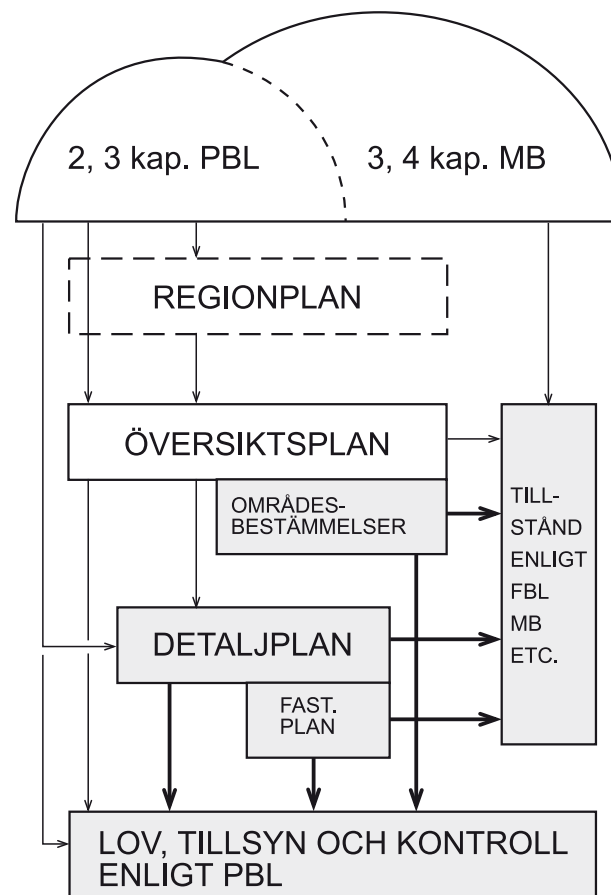 2, 3 kap. PBL
3, 4 kap. MB
REGIONPLAN
ÖVERSIKTSPLAN
OMRÅDES-
BESTÄMMELSER
TILL-
STÅND
ENLIGT
FBL
MB
ETC.
DETALJPLAN
FAST.
PLAN
LOV, TILLSYN OCH KONTROLL
ENLIGT PBL